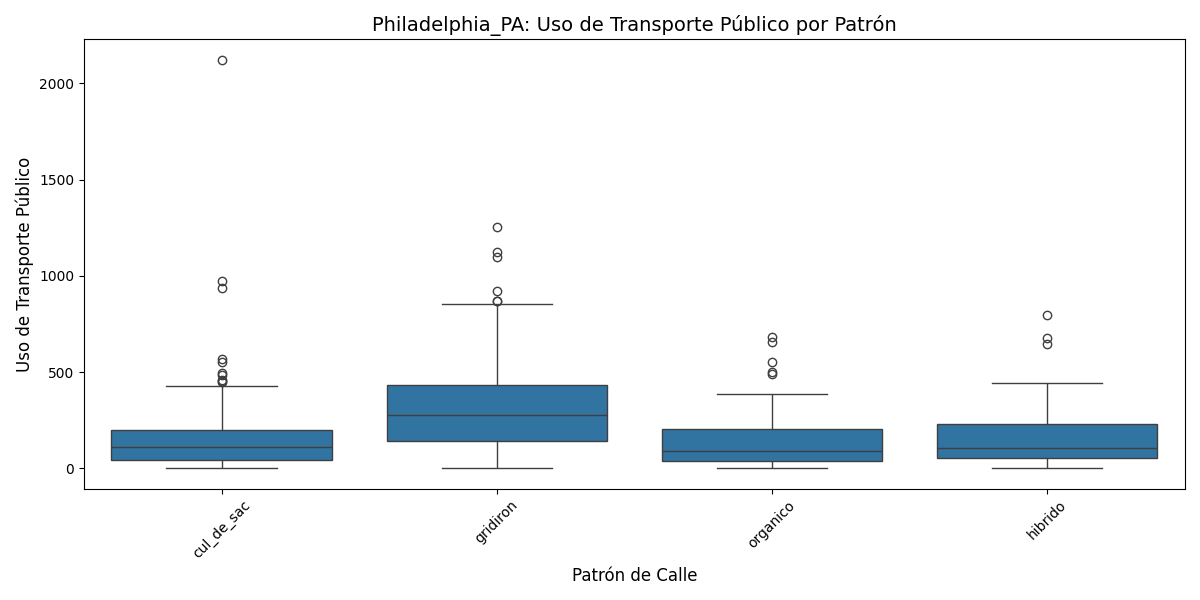 Philadelphia_PA: Uso de Transporte Público por Patrón
Uso de Transporte Público
2000
1500
1000
500
0
cul_de_sac
gridiron
organico
hibrido
Patrón de Calle